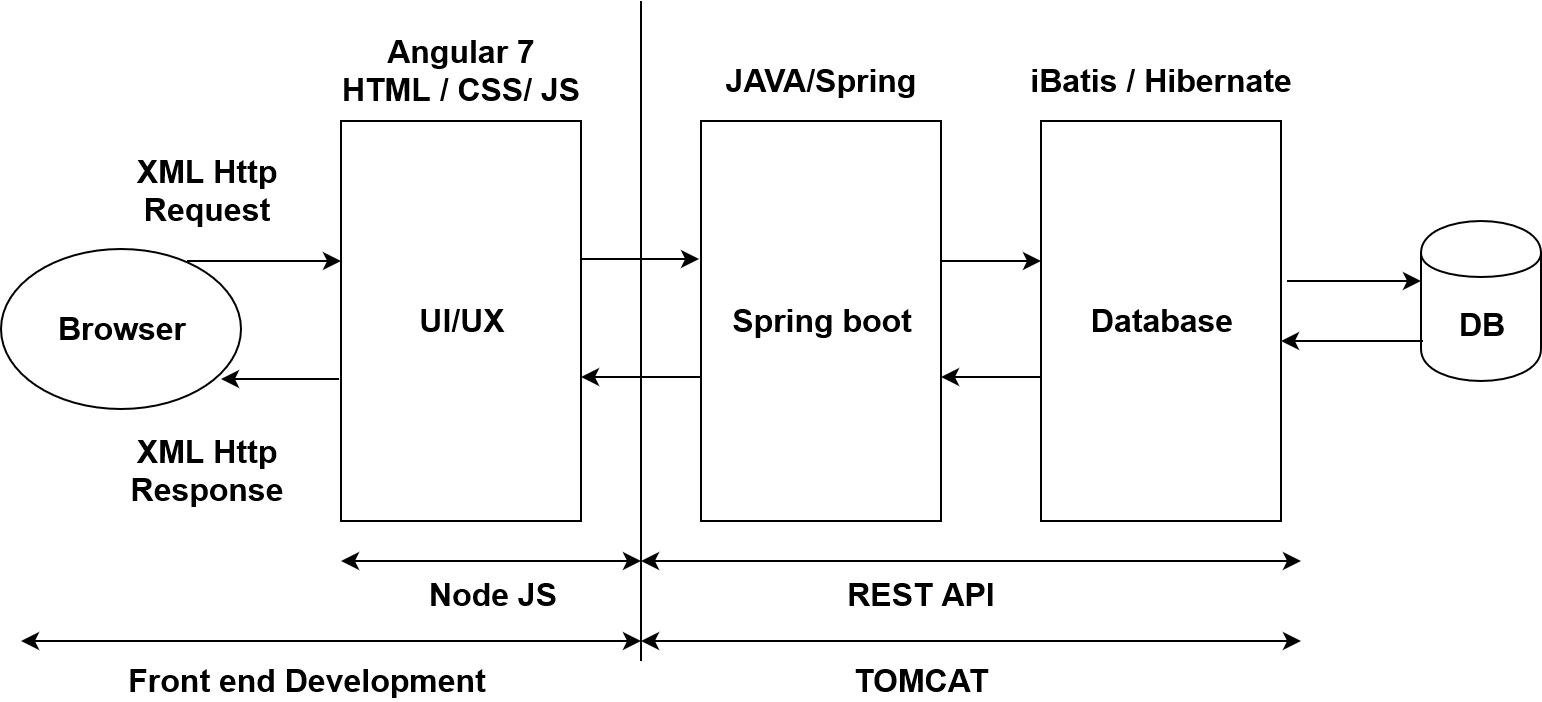 Angular 7
HTML / CSS/ JS
JAVA/Spring
iBatis / Hibernate
XML Http
Request
Browser
UI/UX
Spring boot
Database
DB
XML Http
Response
Node JS
REST API
Front end Development
TOMCAT